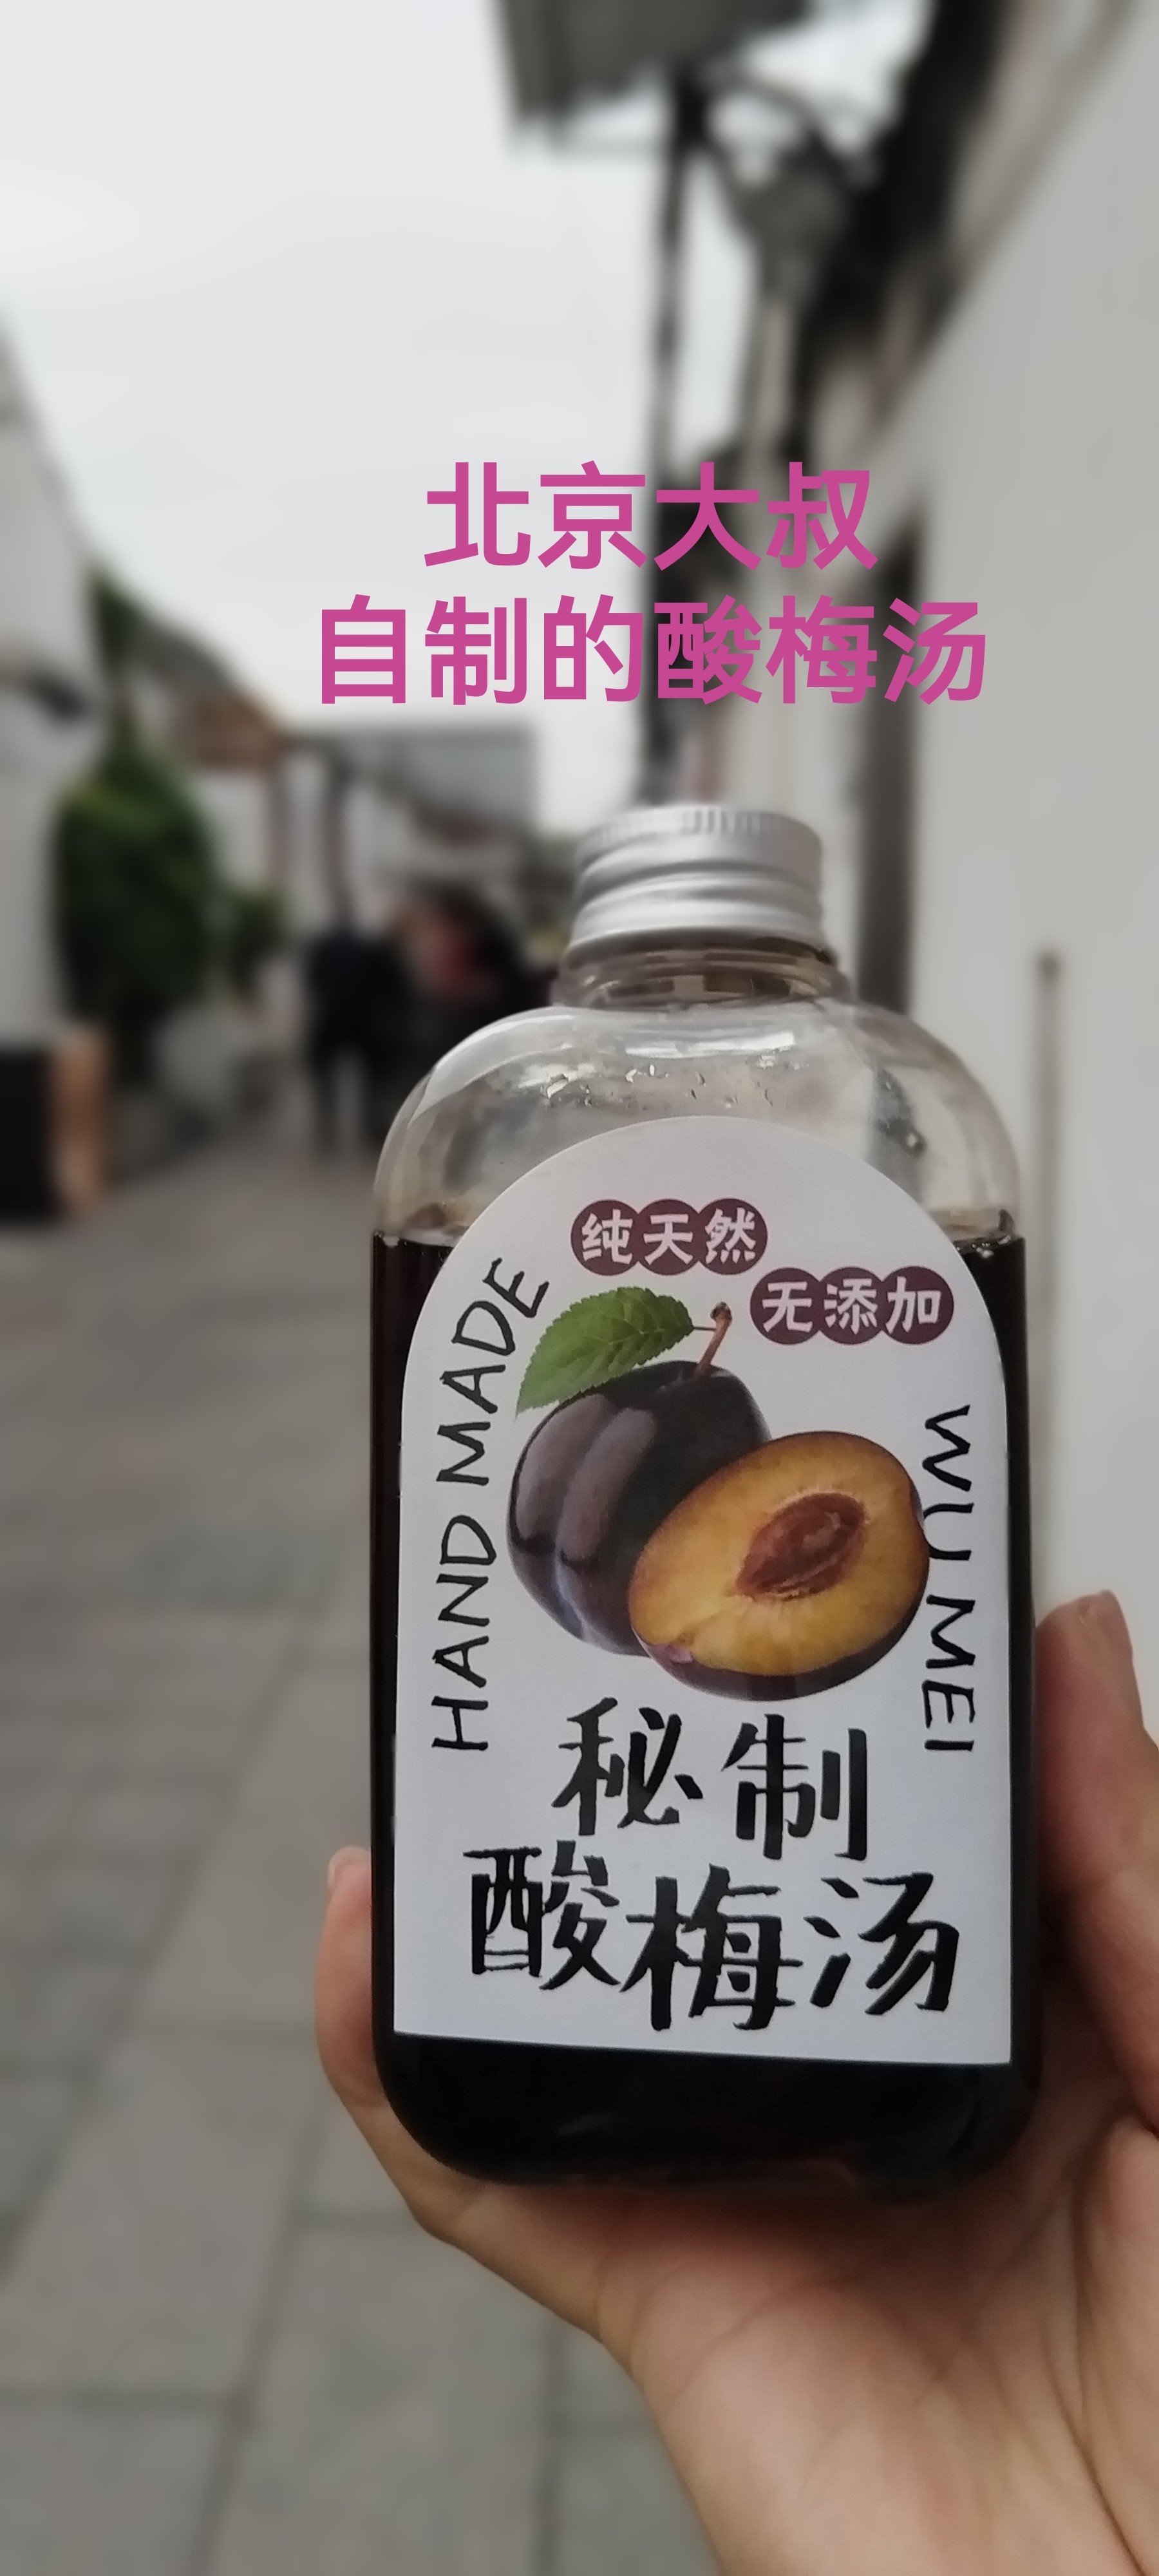 北京大叔
自制的酸梅汤
纯天然
无添加
HAND MADE
WU MEI
秘制
酸梅汤